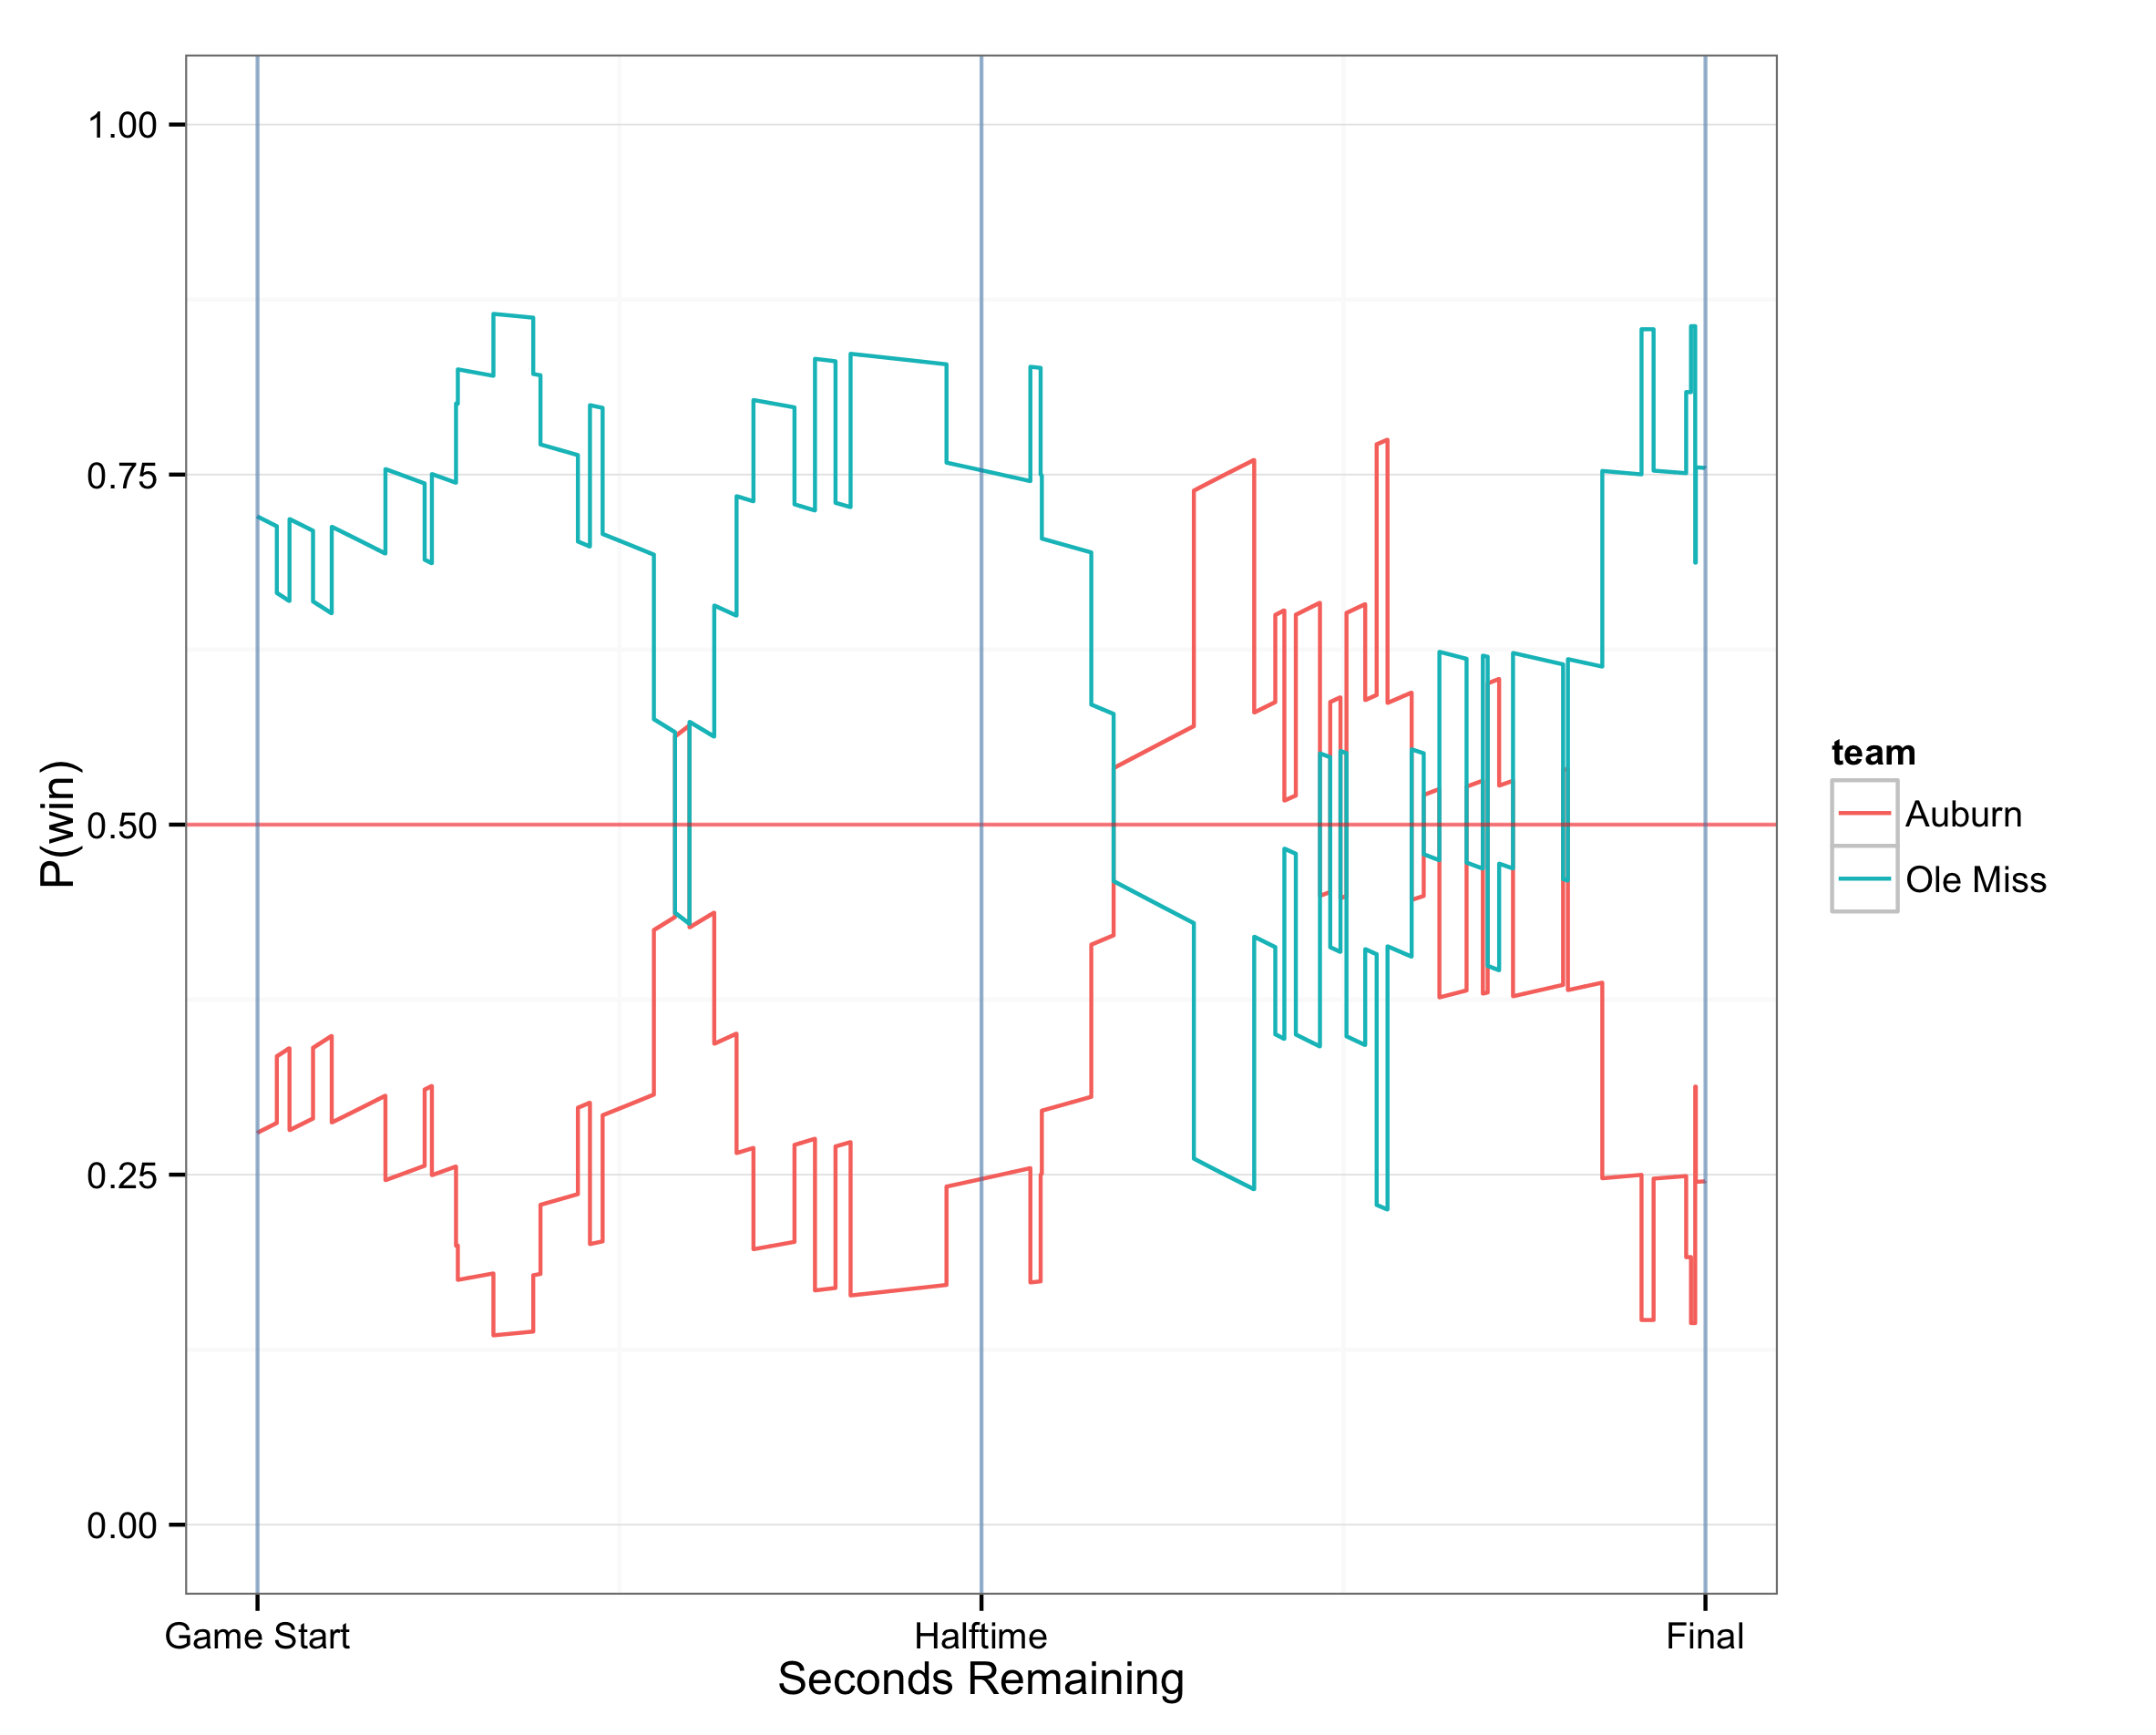 1.00
0.75
0.50
0.25
0.00
P(win)
Game Start
Halftime
Final
Seconds Remaining
team
Auburn
Ole Miss